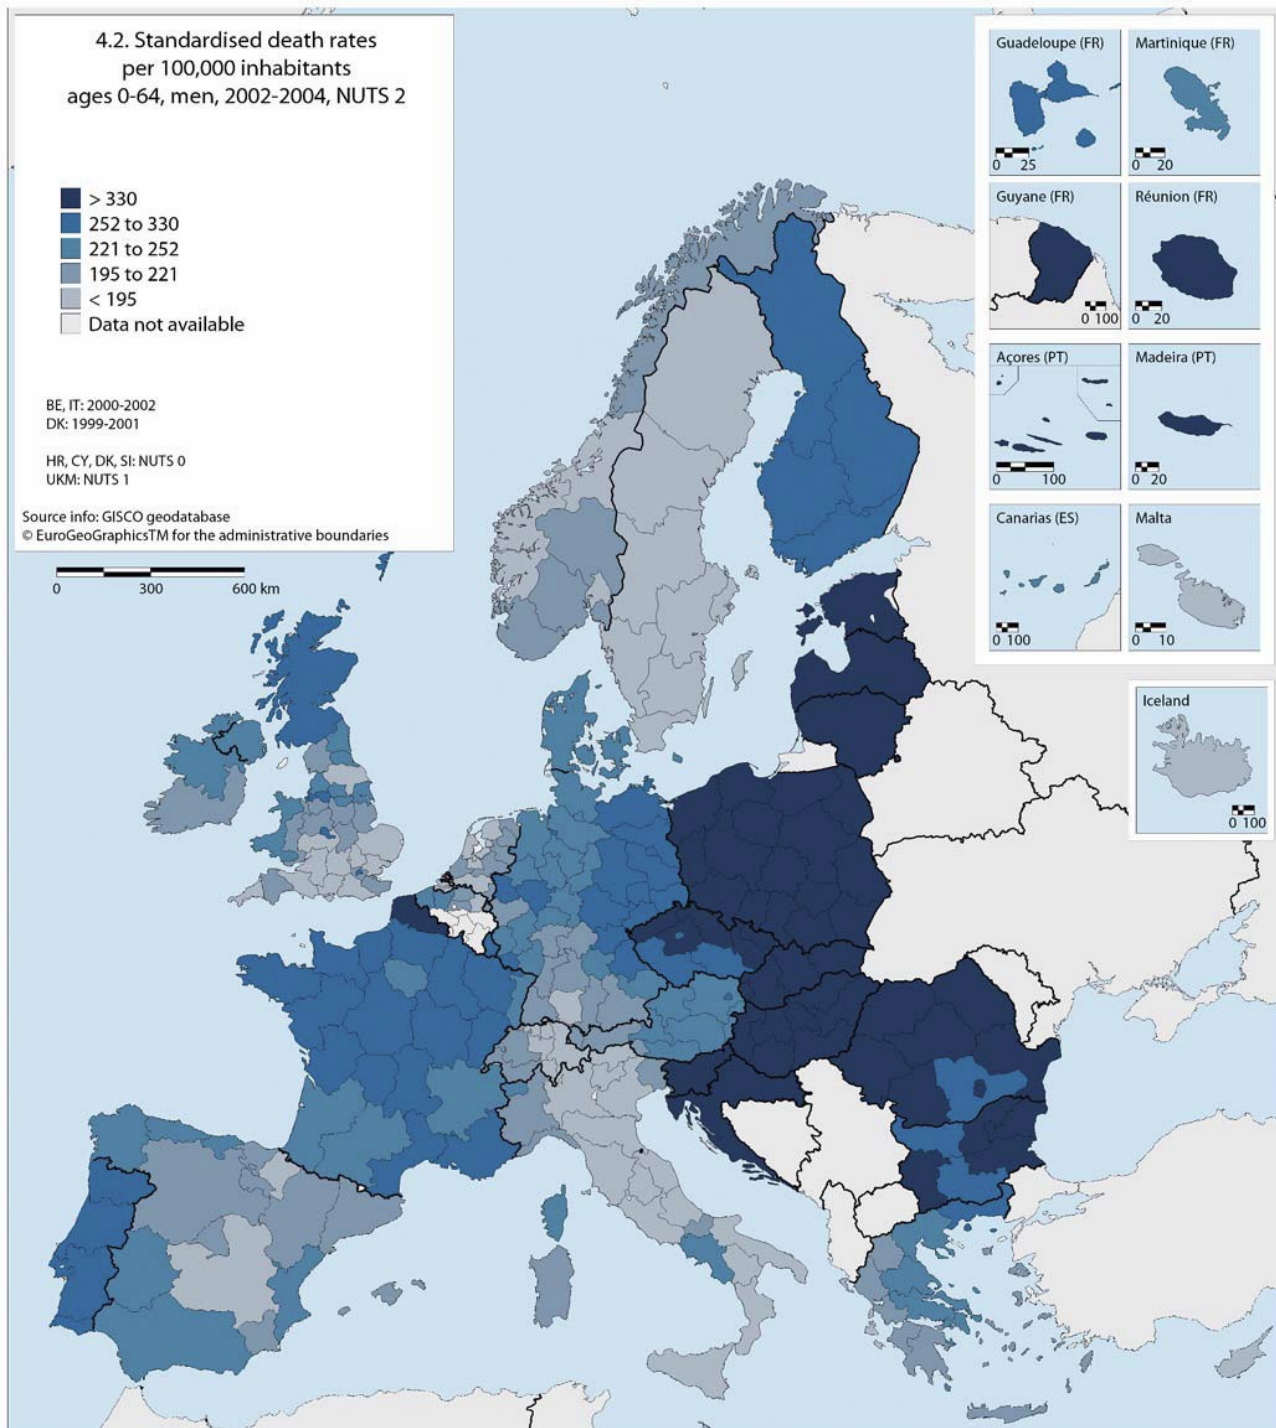 4.2. Standardised death rates
per 100,000 inhabitants
ages 0-64, men, 2002-2004, NUTS 2
> 330
252 to 330
221 to 252
195 to 221
< 195
Data not available
BE, IT: 2000-2002
DK: 1999-2001
HR, CY, DK, SI: NUTS 0
UKM: NUTS 1
Source info: GISCO geodatabase
© EuroGeoGraphicsTM for the administrative boundaries
0 300 600 km
Guadeloupe (FR)
0 25
Martinique (FR)
0 20
Guyane (FR)
0 100
Réunion (FR)
0 20
Açores (PT)
0 100
Madeira (PT)
0 20
Canarias (ES)
0 100
Malta
0 10
Iceland
0 100